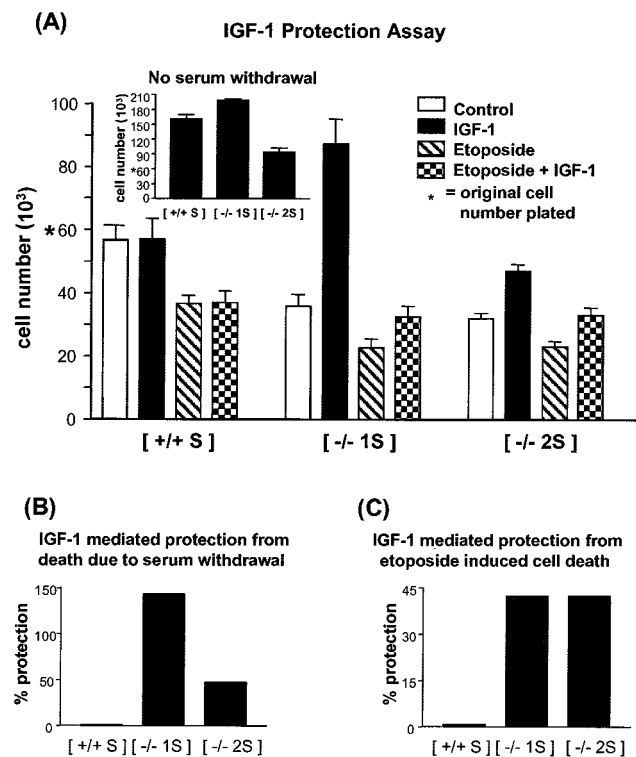 (A)
IGF-1 Protection Assay
No serum withdrawal
cell number (10³)
210
180
150
120
90
*60
30
0
[ +/+ S ] [ -/- 1S ] [ -/- 2S ]
Control
IGF-1
Etoposide
Etoposide + IGF-1
* = original cell
number plated
cell number (10³)
100
80
*60
40
20
0
[ +/+ S ] [ -/- 1S ] [ -/- 2S ]
(B)
IGF-1 mediated protection from
death due to serum withdrawal
% protection
150
100
50
0
[ +/+ S ] [ -/- 1S ] [ -/- 2S ]
(C)
IGF-1 mediated protection from
etoposide induced cell death
% protection
45
30
15
0
[ +/+ S ] [ -/- 1S ] [ -/- 2S ]